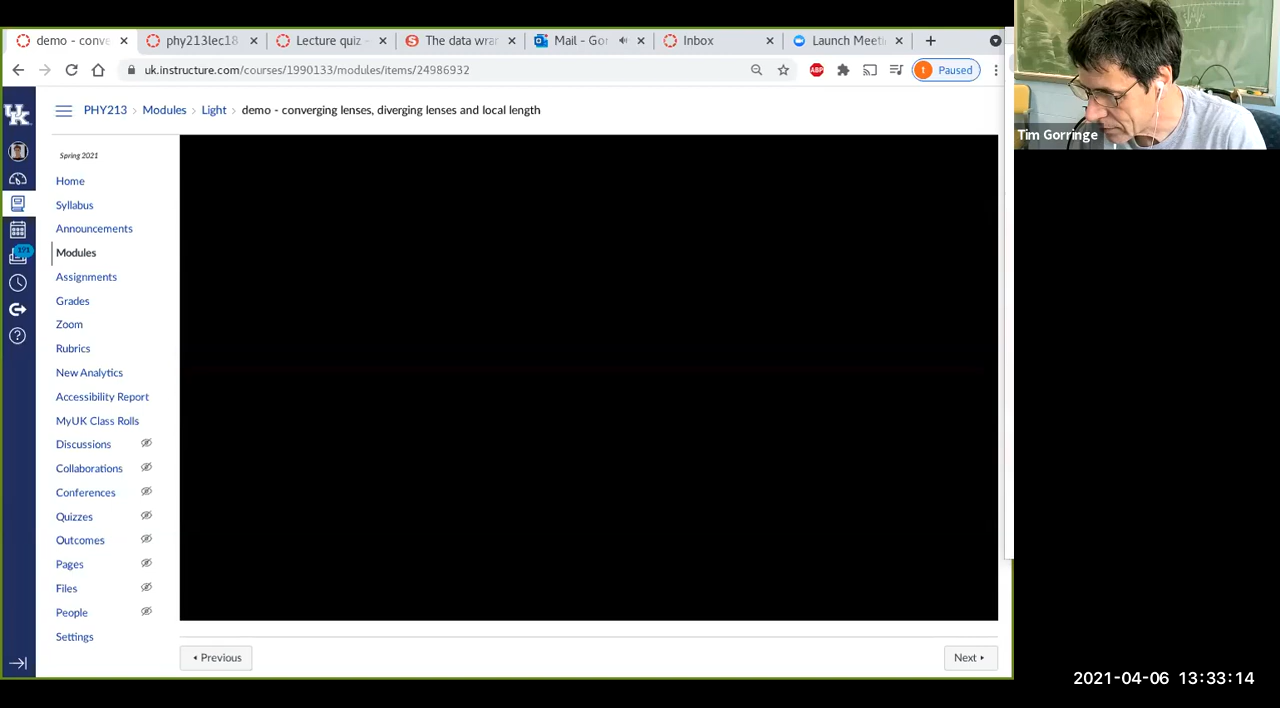 demo - conve
phy213lec18
Lecture quiz -
The data wrar
Mail - Gor
Inbox
Launch Meeti
uk.instructure.com/courses/1990133/modules/items/24986932
ABP
t Paused
UK
PHY213 > Modules > Light > demo - converging lenses, diverging lenses and local length
Spring 2021
Home
Syllabus
Announcements
Modules
Assignments
Grades
Zoom
Rubrics
New Analytics
Accessibility Report
MyUK Class Rolls
Discussions
Collaborations
Conferences
Quizzes
Outcomes
Pages
Files
People
Settings
Previous
Next
Tim Gorringe
2021-04-06 13:33:14